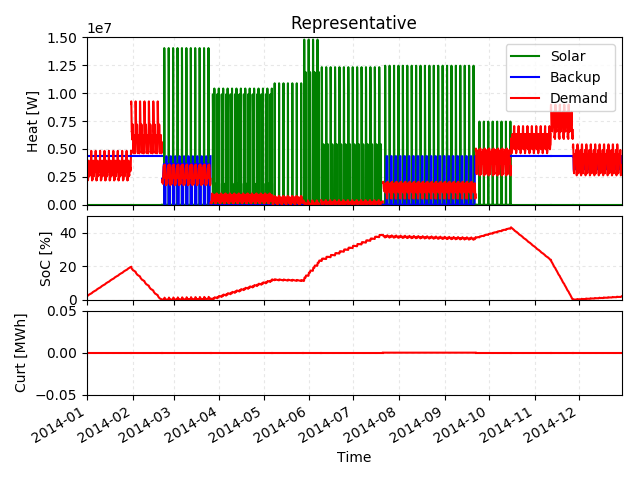 Representative
1e7
1.50
1.25
1.00
0.75
0.50
0.25
0.00
Heat [W]
Solar
Backup
Demand
40
20
0
SoC [%]
0.05
0.00
−0.05
Curt [MWh]
2014-01
2014-02
2014-03
2014-04
2014-05
2014-06
2014-07
2014-08
2014-09
2014-10
2014-11
2014-12
Time